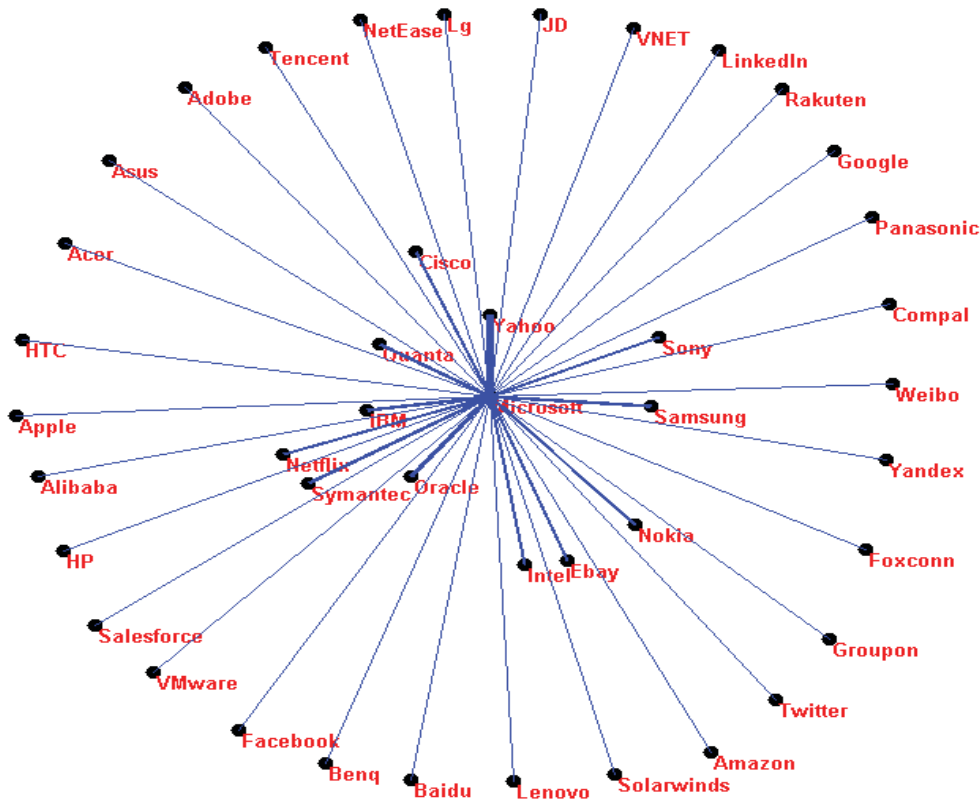 NetEase
Lg
JD
VNET
Tencent
LinkedIn
Adobe
Rakuten
Asus
Google
Panasonic
Acer
Cisco
Compal
Yahoo
HTC
Quanta
Sony
Weibo
Microsoft
Apple
IBM
Samsung
Netflix
Yandex
Alibaba
Symantec
Oracle
Nokia
HP
Intel
Ebay
Foxconn
Salesforce
Groupon
VMware
Twitter
Facebook
Amazon
Benq
Baidu
Lenovo
Solarwinds